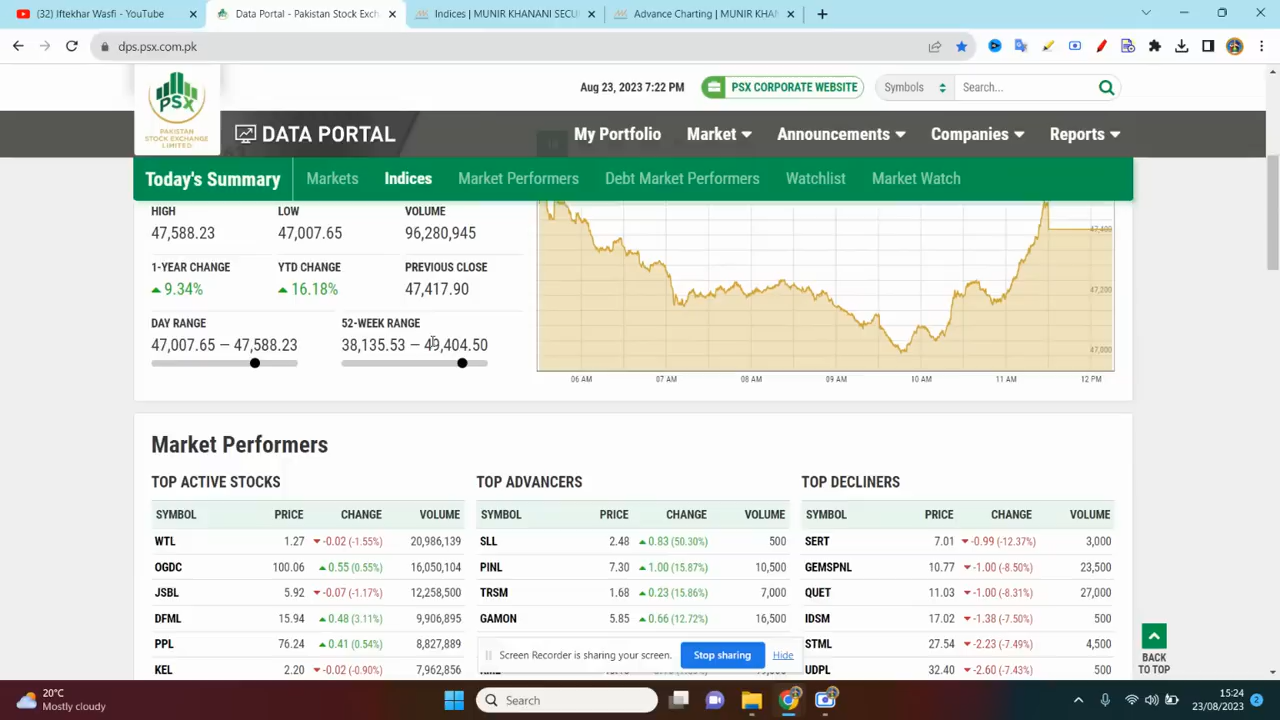 (32) Iftekhar Wasfi - YouTube
Data Portal - Pakistan Stock Exch
Indices | MUNIR KHANANI SECU
Advance Charting | MUNIR KHAN
dps.psx.com.pk
PSX
PAKISTAN
STOCK EXCHANGE
LIMITED
Aug 23, 2023 7:22 PM
PSX CORPORATE WEBSITE
Symbols
Search...
DATA PORTAL
My Portfolio
Market
Announcements
Companies
Reports
Today's Summary
Markets
Indices
Market Performers
Debt Market Performers
Watchlist
Market Watch
HIGH LOW VOLUME
47,588.23 47,007.65 96,280,945
1-YEAR CHANGE YTD CHANGE PREVIOUS CLOSE
9.34% 16.18% 47,417.90
DAY RANGE 52-WEEK RANGE
47,007.65 — 47,588.23 38,135.53 — 49,404.50
47,400
47,200
47,000
06 AM 07 AM 08 AM 09 AM 10 AM 11 AM 12 PM
Market Performers
TOP ACTIVE STOCKS
SYMBOL PRICE CHANGE VOLUME
WTL 1.27 -0.02 (-1.55%) 20,986,139
OGDC 100.06 0.55 (0.55%) 16,050,104
JSBL 5.92 -0.07 (-1.17%) 12,258,500
DFML 15.94 0.48 (3.11%) 9,906,895
PPL 76.24 0.41 (0.54%) 8,827,889
KEL 2.20 -0.02 (-0.90%) 7,962,856
TOP ADVANCERS
SYMBOL PRICE CHANGE VOLUME
SLL 2.48 0.83 (50.30%) 500
PINL 7.30 1.00 (15.87%) 10,500
TRSM 1.68 0.23 (15.86%) 7,000
GAMON 5.85 0.66 (12.72%) 16,500
TOP DECLINERS
SYMBOL PRICE CHANGE VOLUME
SERT 7.01 -0.99 (-12.37%) 3,000
GEMSPNL 10.77 -1.00 (-8.50%) 23,500
QUET 11.03 -1.00 (-8.31%) 27,000
IDSM 17.02 -1.38 (-7.50%) 500
STML 27.54 -2.23 (-7.49%) 4,500
UDPL 32.40 -2.60 (-7.43%) 500
Screen Recorder is sharing your screen.
Stop sharing
Hide
BACK
TO TOP
20°C
Mostly cloudy
Search
15:24
23/08/2023
2